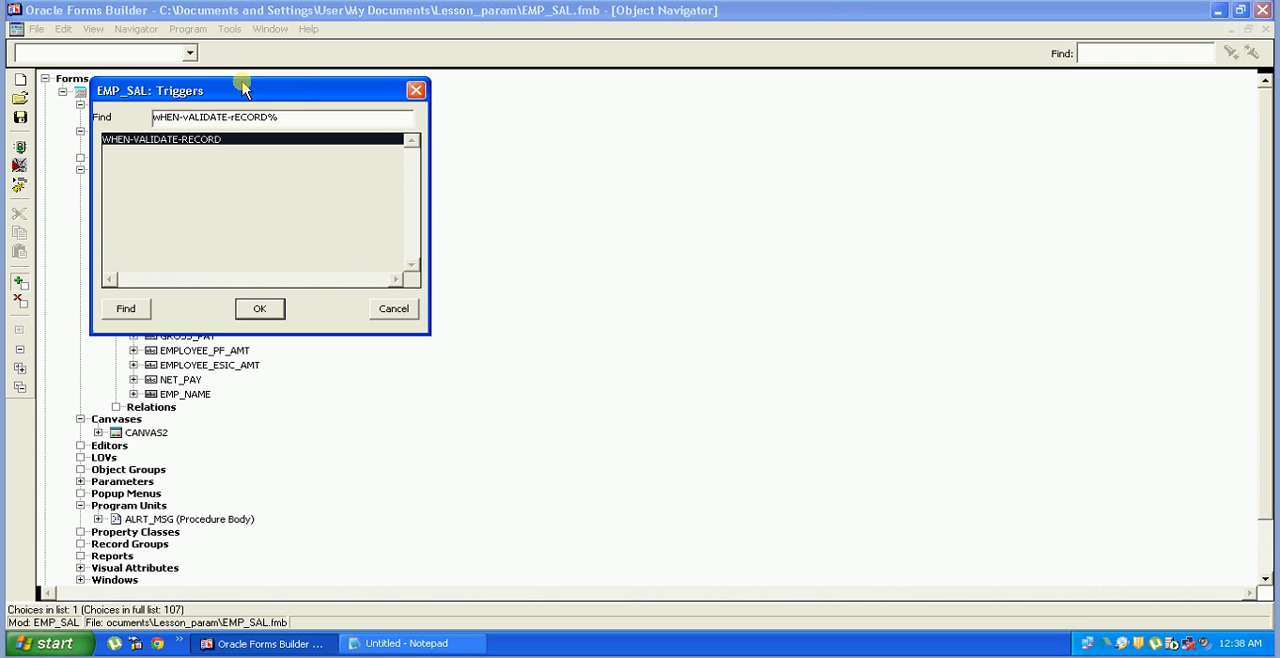 Oracle Forms Builder - C:\Documents and Settings\User\My Documents\Lesson_param\EMP_SAL.fmb - [Object Navigator]
File Edit View Navigator Program Tools Window Help
Find:
Forms
EMP_SAL: Triggers
Find wHEN-vALIDATE-rECORD%
WHEN-VALIDATE-RECORD
Find OK Cancel
GROSS_PAY
EMPLOYEE_PF_AMT
EMPLOYEE_ESIC_AMT
NET_PAY
EMP_NAME
Relations
Canvases
CANVAS2
Editors
LOVs
Object Groups
Parameters
Popup Menus
Program Units
ALRT_MSG (Procedure Body)
Property Classes
Record Groups
Reports
Visual Attributes
Windows
Choices in list: 1 (Choices in full list: 107)
Mod: EMP_SAL File: ocuments\Lesson_param\EMP_SAL.fmb
start Oracle Forms Builder ... Untitled - Notepad 12:38 AM